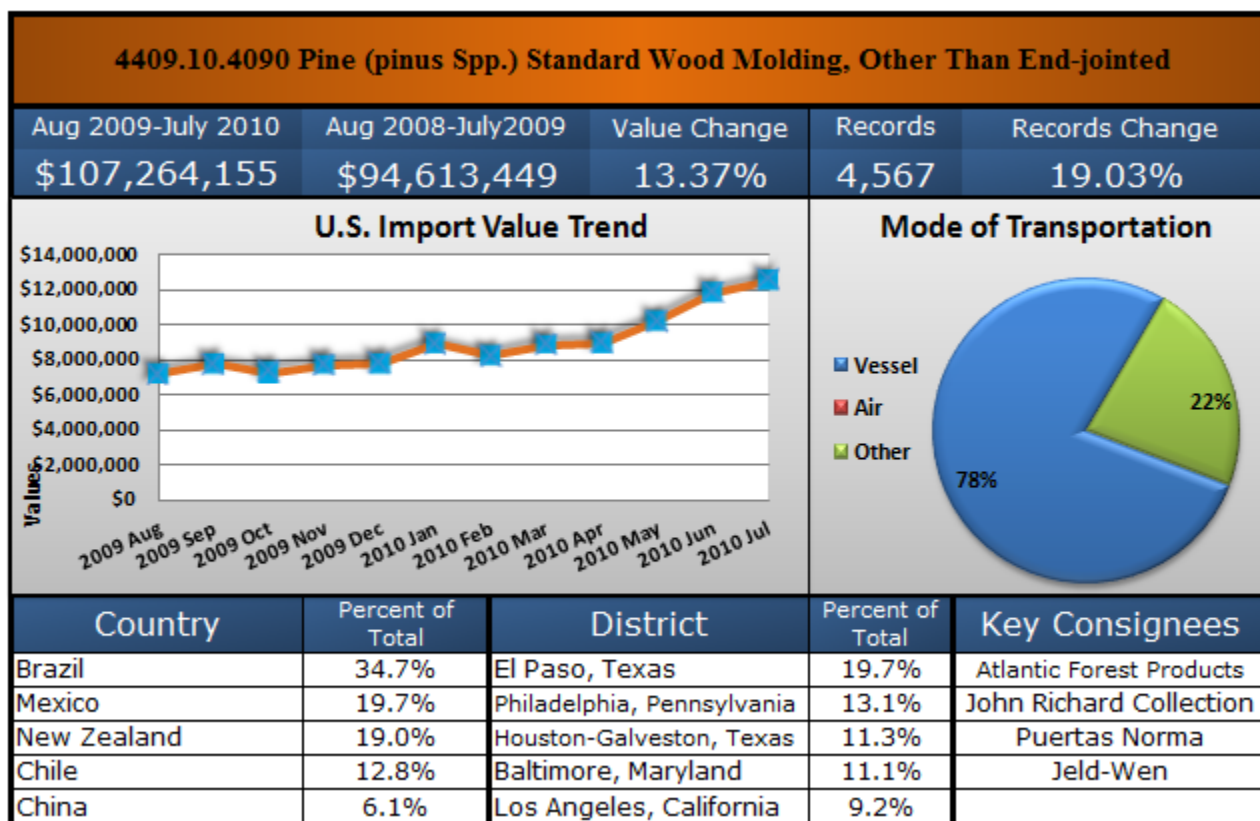 4409.10.4090 Pine (pinus Spp.) Standard Wood Molding, Other Than End-jointed
Aug 2009-July 2010 Aug 2008-July2009 Value Change Records Records Change
$107,264,155 $94,613,449 13.37% 4,567 19.03%
U.S. Import Value Trend
$14,000,000
$12,000,000
$10,000,000
$8,000,000
$6,000,000
$4,000,000
$2,000,000
$0
Values
2009 Aug 2009 Sep 2009 Oct 2009 Nov 2009 Dec 2010 Jan 2010 Feb 2010 Mar 2010 Apr 2010 May 2010 Jun 2010 Jul
Mode of Transportation
Vessel
Air
Other
22%
78%
Country Percent of Total District Percent of Total Key Consignees
Brazil 34.7% El Paso, Texas 19.7% Atlantic Forest Products
Mexico 19.7% Philadelphia, Pennsylvania 13.1% John Richard Collection
New Zealand 19.0% Houston-Galveston, Texas 11.3% Puertas Norma
Chile 12.8% Baltimore, Maryland 11.1% Jeld-Wen
China 6.1% Los Angeles, California 9.2%